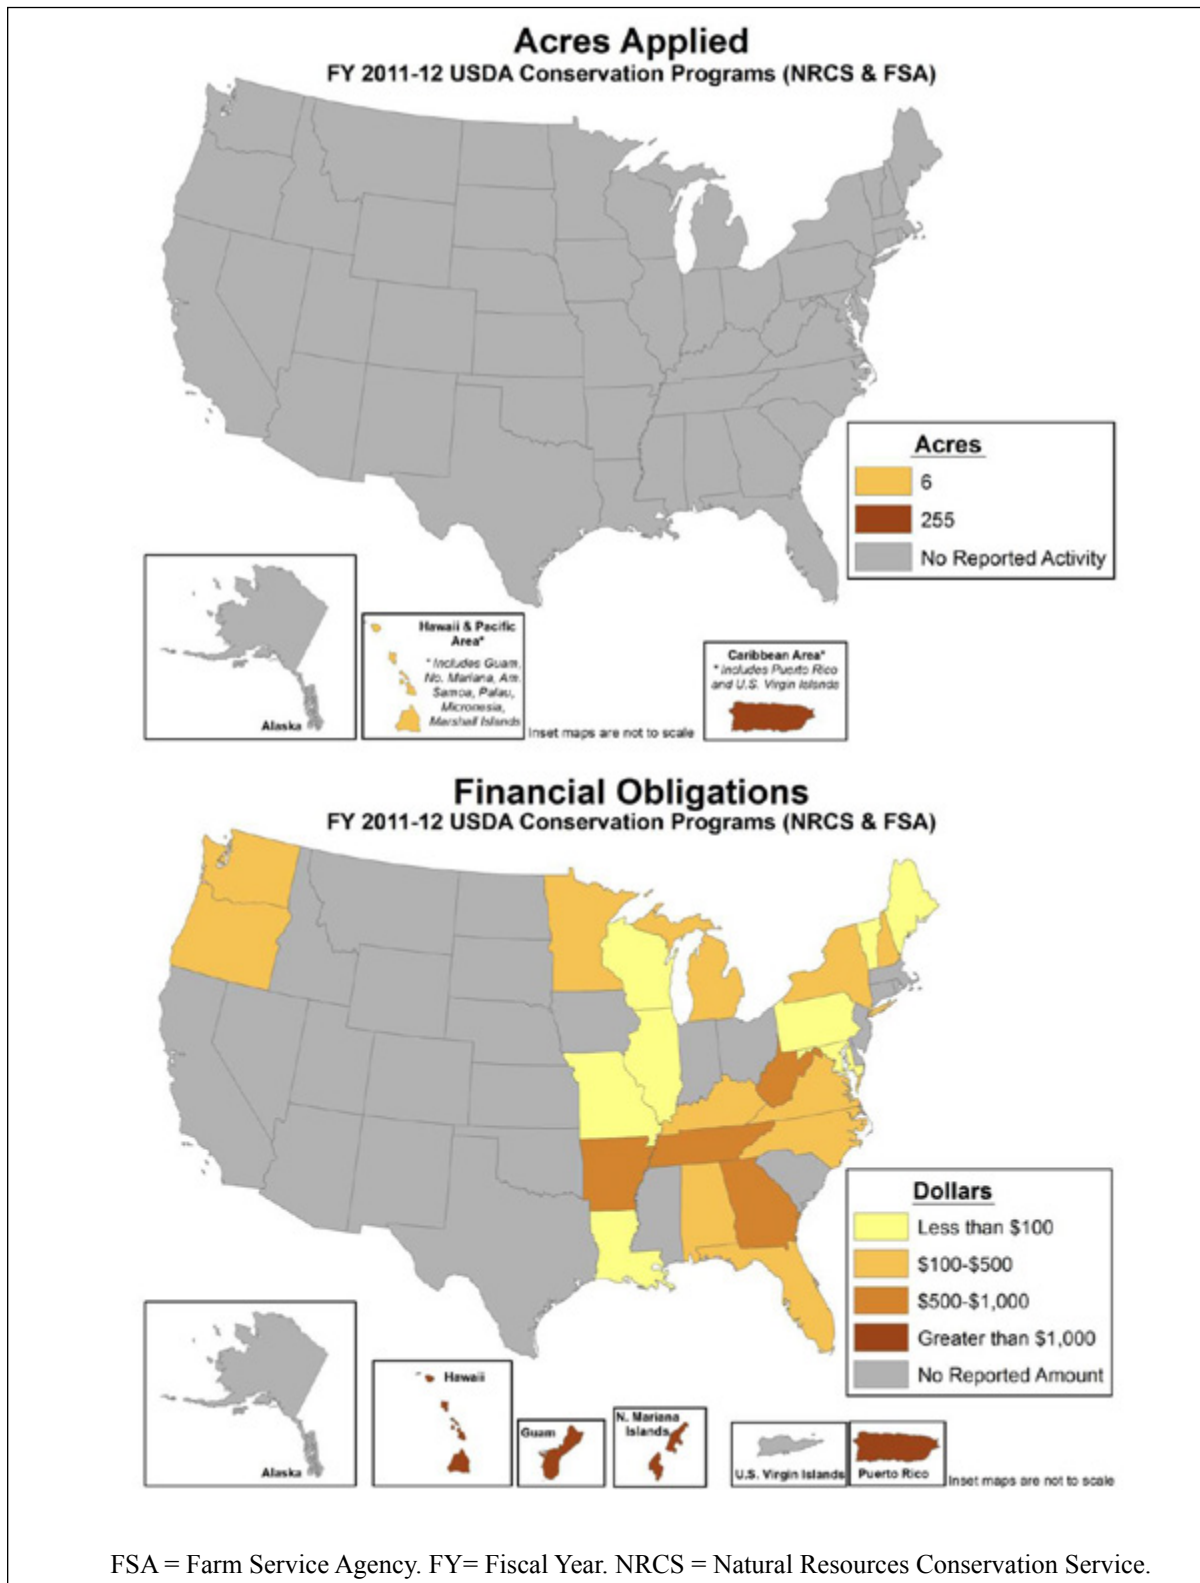 Acres Applied
FY 2011-12 USDA Conservation Programs (NRCS & FSA)
Acres
6
255
No Reported Activity
Alaska
Hawaii & Pacific
Area*
* Includes Guam,
No. Mariana, Am.
Samoa, Palau,
Micronesia,
Marshall Islands
Inset maps are not to scale
Caribbean Area*
* Includes Puerto Rico
and U.S. Virgin Islands
Financial Obligations
FY 2011-12 USDA Conservation Programs (NRCS & FSA)
Dollars
Less than $100
$100-$500
$500-$1,000
Greater than $1,000
No Reported Amount
Alaska
Hawaii
Guam
N. Mariana
Islands
U.S. Virgin Islands
Puerto Rico
Inset maps are not to scale
FSA = Farm Service Agency. FY= Fiscal Year. NRCS = Natural Resources Conservation Service.